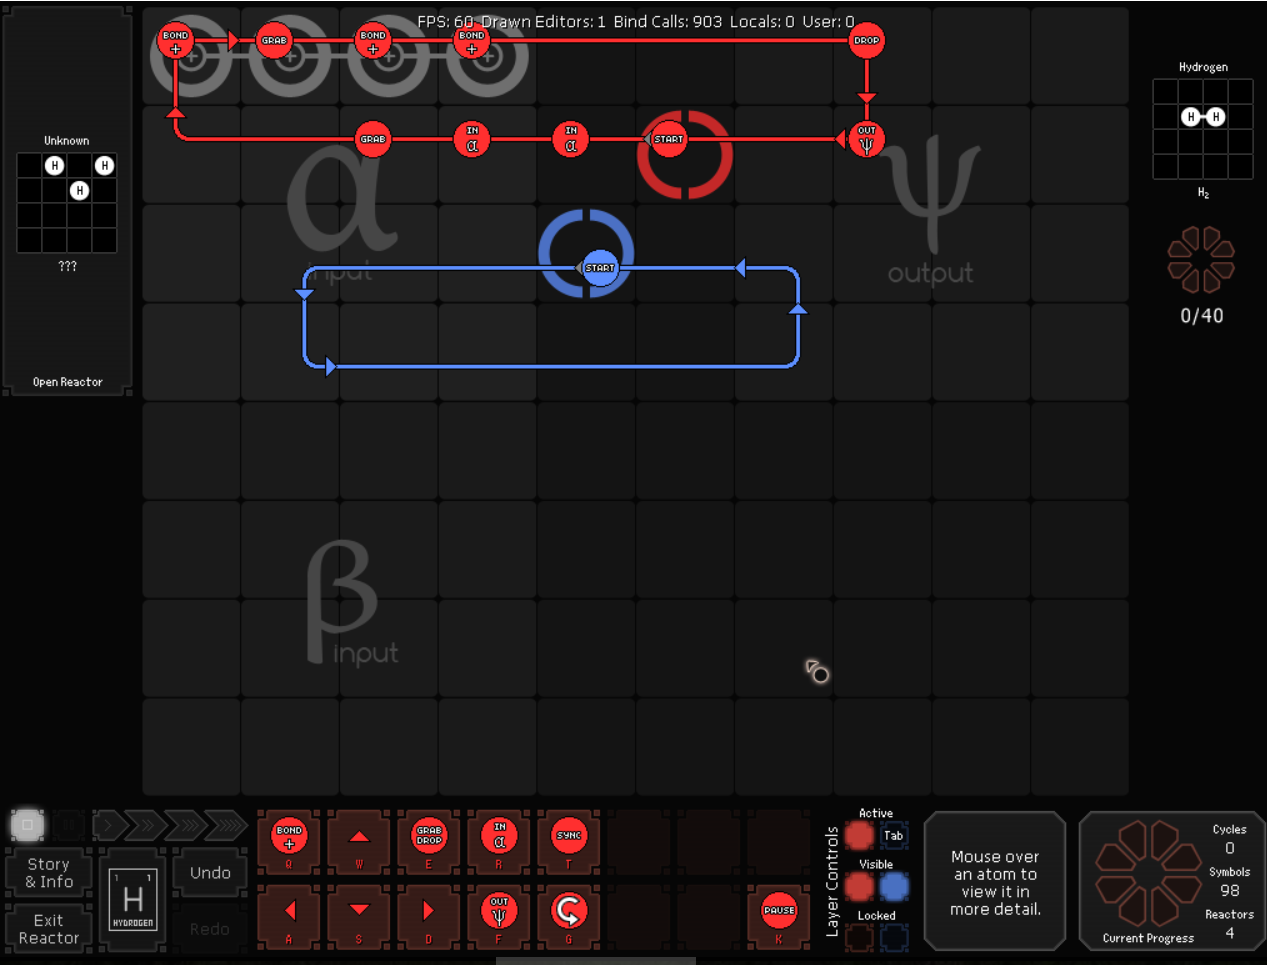 FPS: 60 Drawn Editors: 1 Bind Calls: 903 Locals: 0 User: 0
BOND +
GRAB
BOND +
BOND +
DROP
GRAB
IN α
IN α
START
OUT ψ
Hydrogen
H H
H₂
0/40
Unknown
H H
H
???
Open Reactor
α
input
ψ
output
START
β
input
Story & Info
Exit Reactor
1 1
H
HYDROGEN
Undo
Redo
BOND +
Q
W
GRAB DROP
E
IN α
R
SYNC
T
A
S
D
OUT ψ
F
G
PAUSE
K
Layer Controls
Active
Tab
Visible
Locked
Mouse over
an atom to
view it in
more detail.
Cycles
0
Symbols
98
Reactors
4
Current Progress